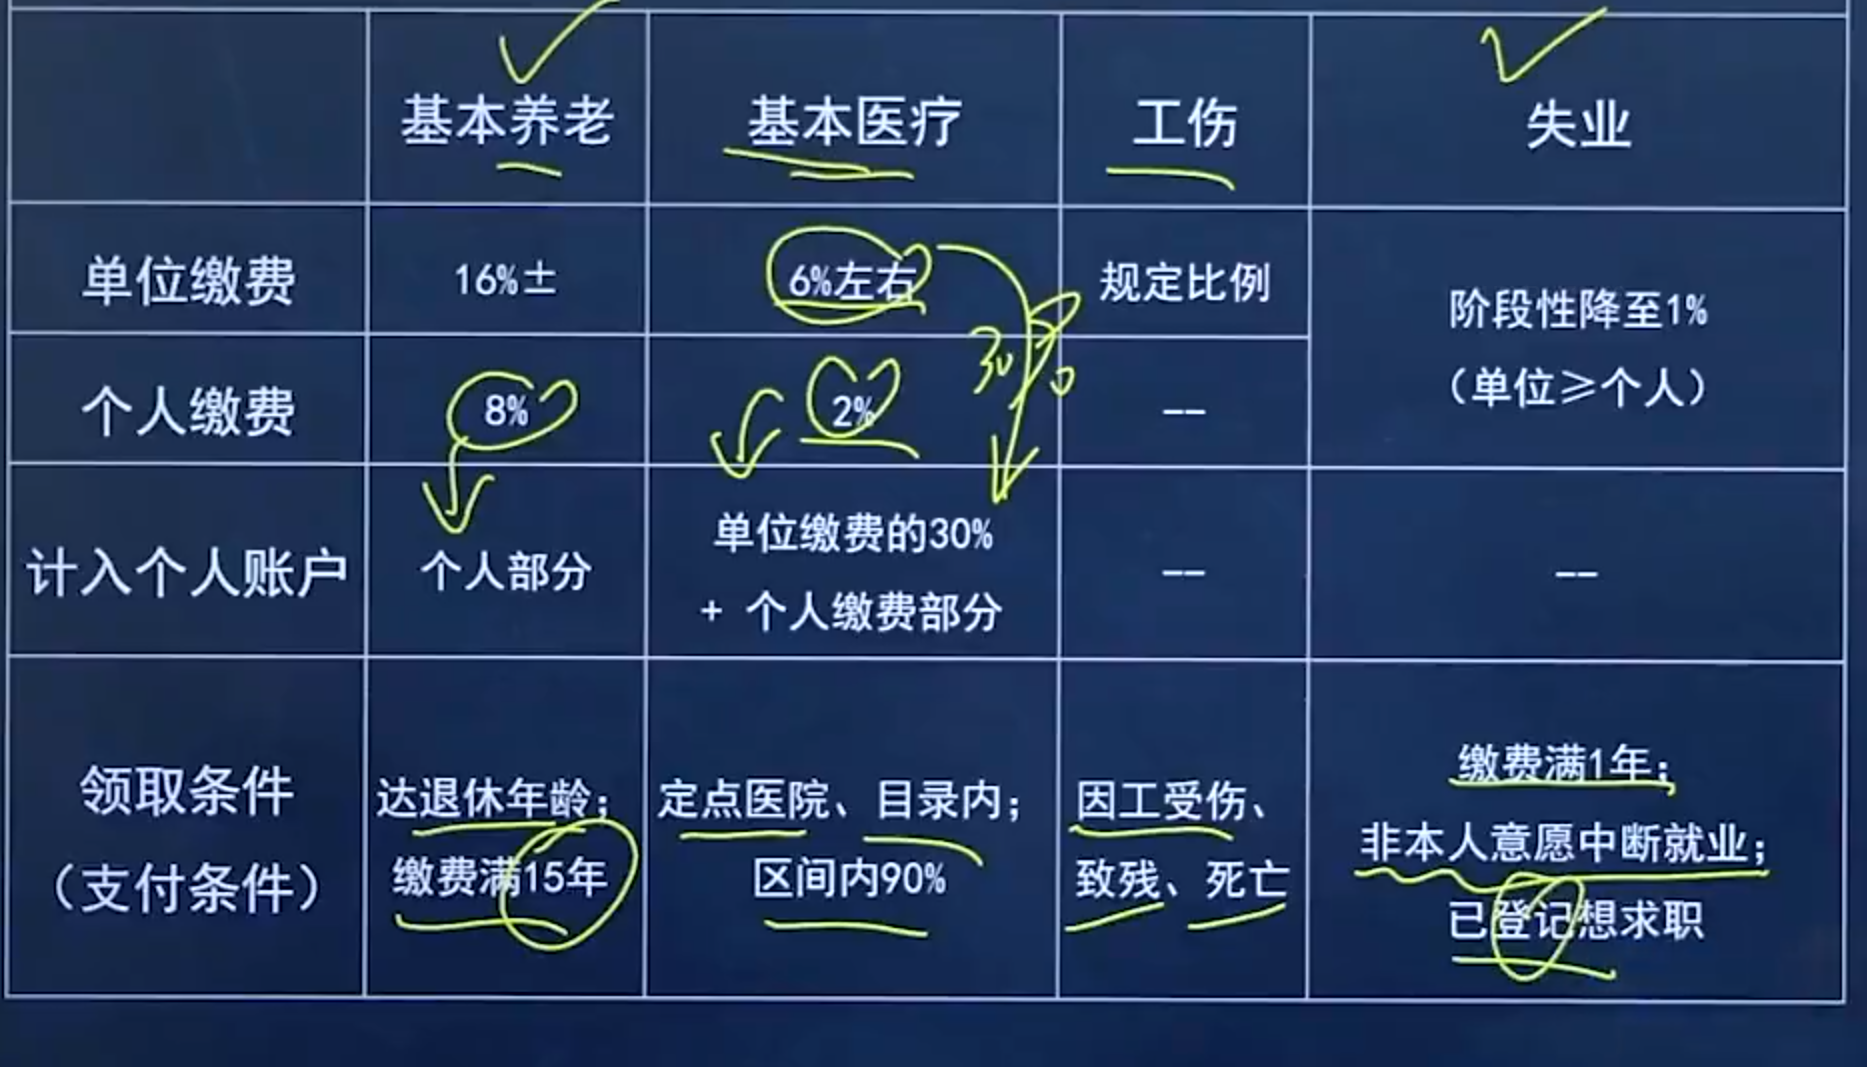 基本养老 基本医疗 工伤 失业
单位缴费 16%± 6%左右 规定比例 阶段性降至1%
(单位≥个人)
个人缴费 8% 2% 30% --
计入个人账户 个人部分 单位缴费的30% -- --
+ 个人缴费部分
领取条件 达退休年龄; 定点医院、目录内; 因工受伤、 缴费满1年;
(支付条件) 缴费满15年 区间内90% 致残、死亡 非本人意愿中断就业;
已登记想求职